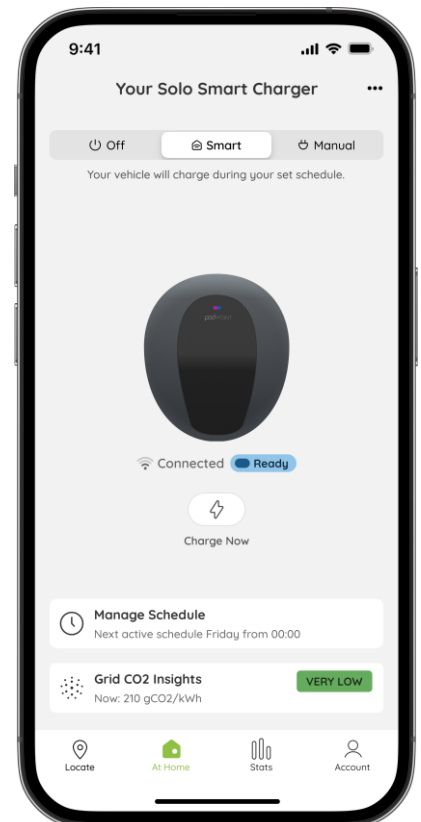 9:41
Your Solo Smart Charger
Off
Smart
Manual
Your vehicle will charge during your set schedule.
Connected
Ready
Charge Now
Manage Schedule
Next active schedule Friday from 00:00
Grid CO2 Insights
VERY LOW
Now: 210 gCO2/kWh
Locate
At Home
Stats
Account